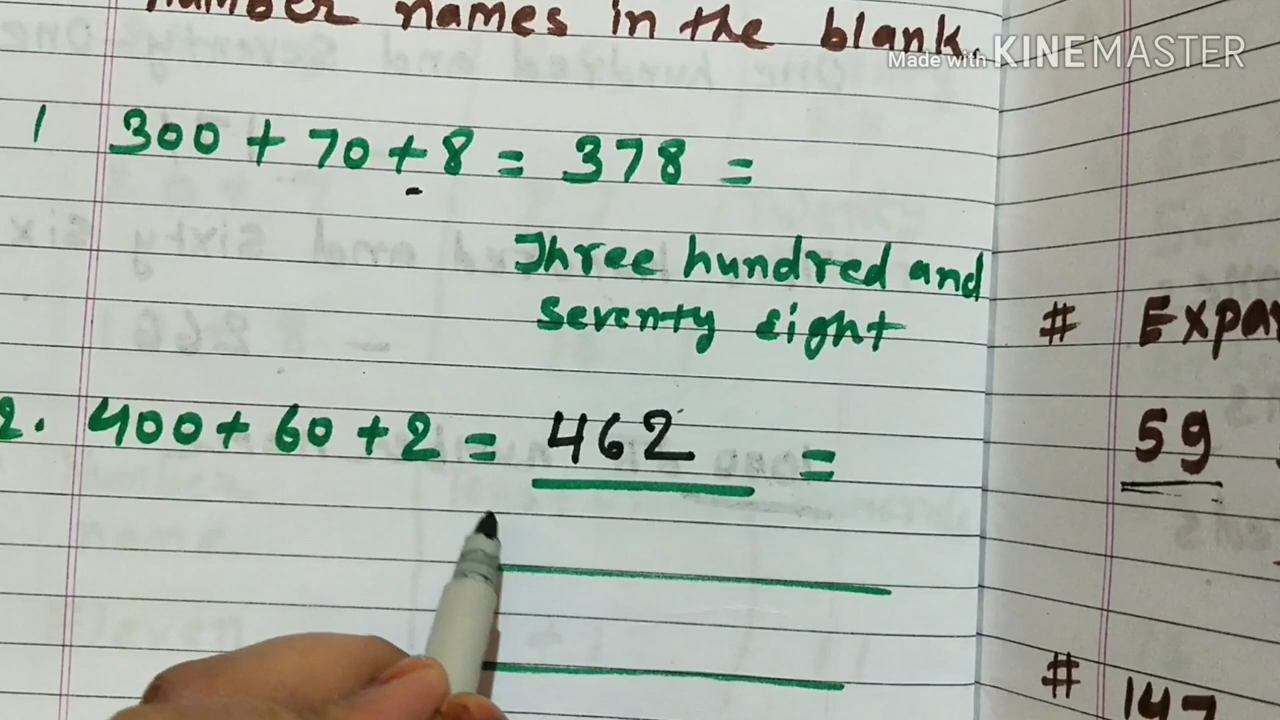 number names in the blank.
Made with KINEMASTER
1 300 + 70 + 8 = 378 =
Three hundred and
seventy eight
2. 400 + 60 + 2 = 462 =
# Expa
59
# 147